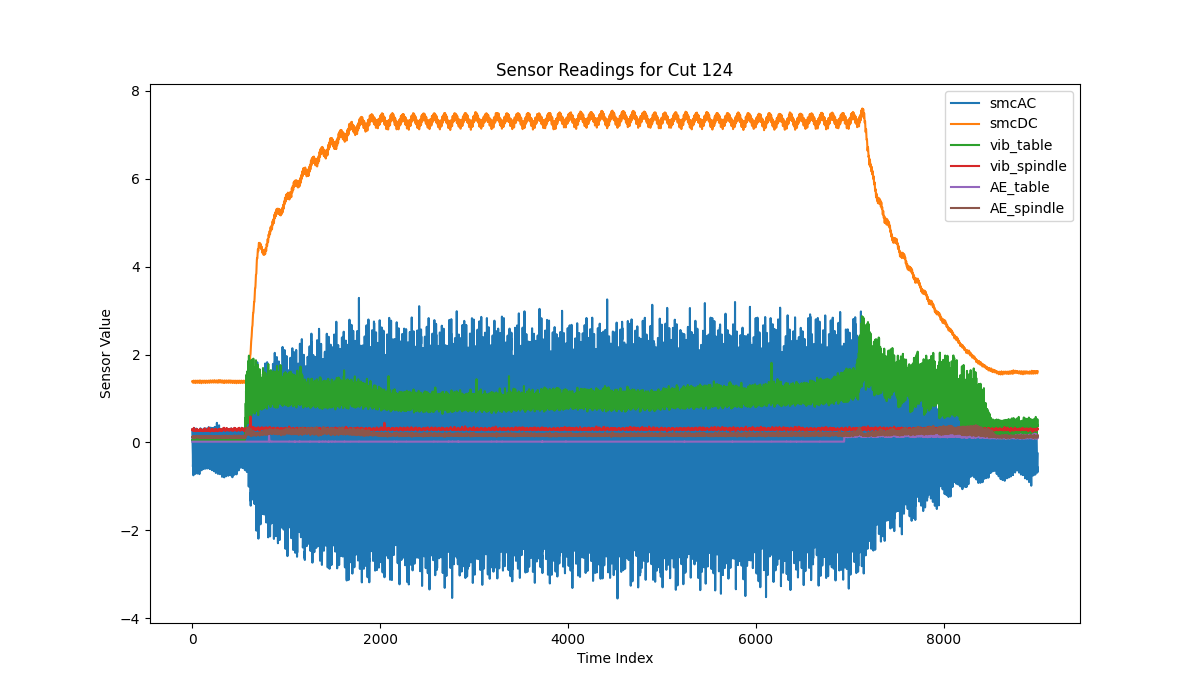 Sensor Readings for Cut 124
8
6
4
2
0
−2
−4
Sensor Value
0 2000 4000 6000 8000
Time Index
smcAC
smcDC
vib_table
vib_spindle
AE_table
AE_spindle